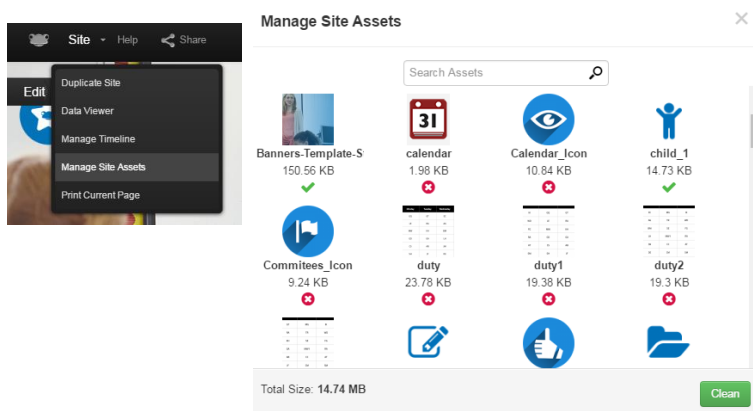 Site
Help
Share
Edit
Duplicate Site
Data Viewer
Manage Timeline
Manage Site Assets
Print Current Page
Manage Site Assets
Search Assets
31
Banners-Template-S
calendar
Calendar_Icon
child_1
150.56 KB
1.98 KB
10.84 KB
14.73 KB
Commitees_Icon
duty
duty1
duty2
9.24 KB
23.78 KB
19.38 KB
19.3 KB
Total Size: 14.74 MB
Clean